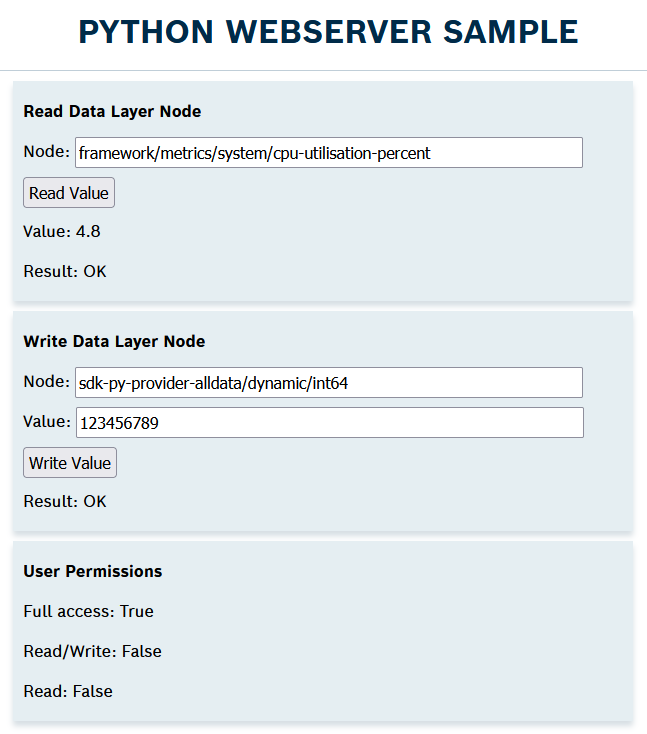 PYTHON WEBSERVER SAMPLE
Read Data Layer Node
Node: framework/metrics/system/cpu-utilisation-percent
Read Value
Value: 4.8
Result: OK
Write Data Layer Node
Node: sdk-py-provider-alldata/dynamic/int64
Value: 123456789
Write Value
Result: OK
User Permissions
Full access: True
Read/Write: False
Read: False